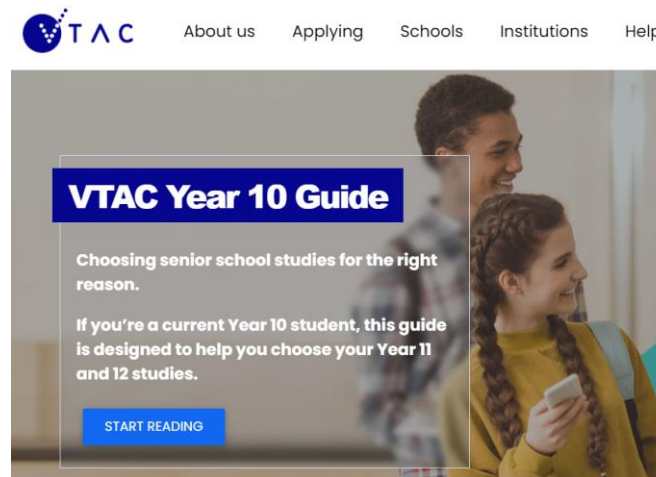 VTAC
About us Applying Schools Institutions Help
VTAC Year 10 Guide
Choosing senior school studies for the right
reason.
If you're a current Year 10 student, this guide
is designed to help you choose your Year 11
and 12 studies.
START READING